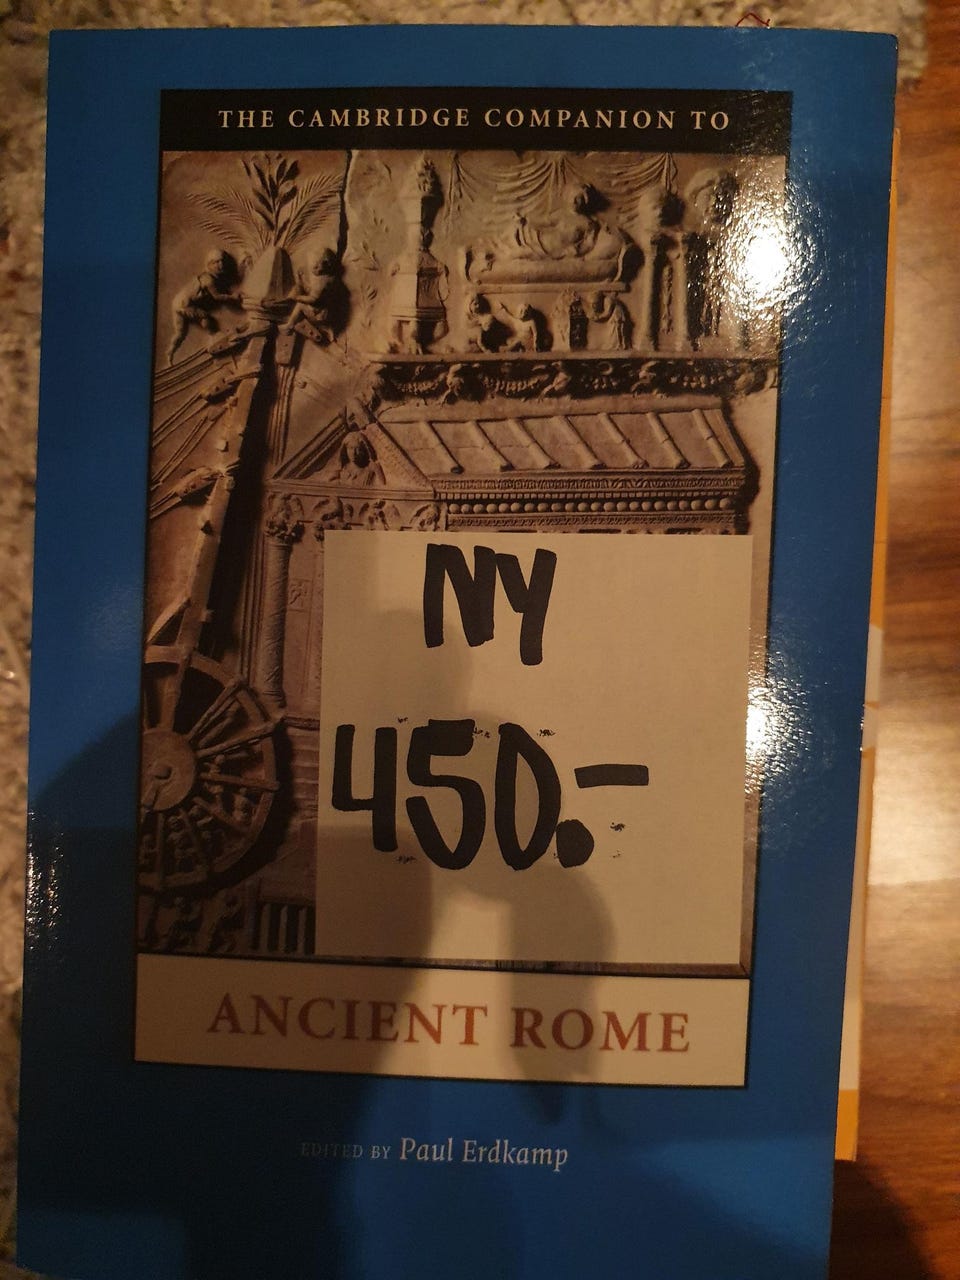 THE CAMBRIDGE COMPANION TO
NY
450.-
ANCIENT ROME
EDITED BY Paul Erdkamp